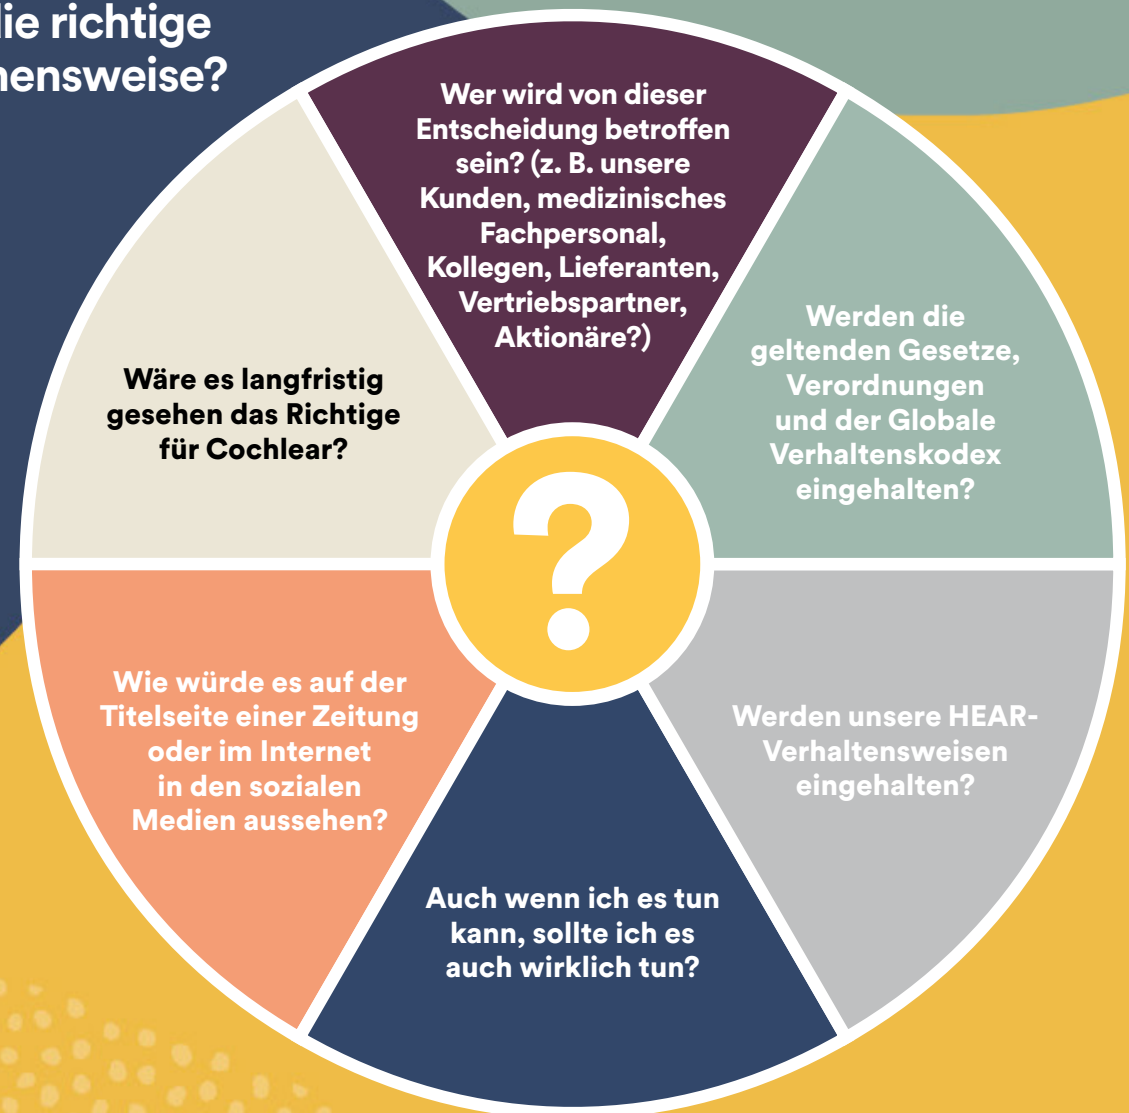 die richtige
hensweise?
Wer wird von dieser
Entscheidung betroffen
sein? (z. B. unsere
Kunden, medizinisches
Fachpersonal,
Kollegen, Lieferanten,
Vertriebspartner,
Aktionäre?)
Werden die
geltenden Gesetze,
Verordnungen
und der Globale
Verhaltenskodex
eingehalten?
Werden unsere HEAR-
Verhaltensweisen
eingehalten?
Auch wenn ich es tun
kann, sollte ich es
auch wirklich tun?
Wie würde es auf der
Titelseite einer Zeitung
oder im Internet
in den sozialen
Medien aussehen?
Wäre es langfristig
gesehen das Richtige
für Cochlear?
?